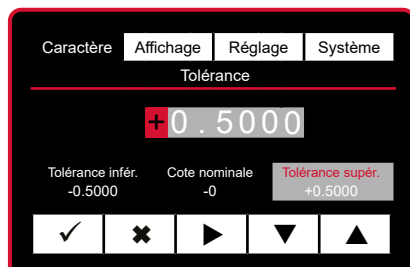 Caractère Affichage Réglage Système
Tolérance
+0.5000
Tolérance infér. Cote nominale Tolérance supér.
-0.5000 -0 +0.5000